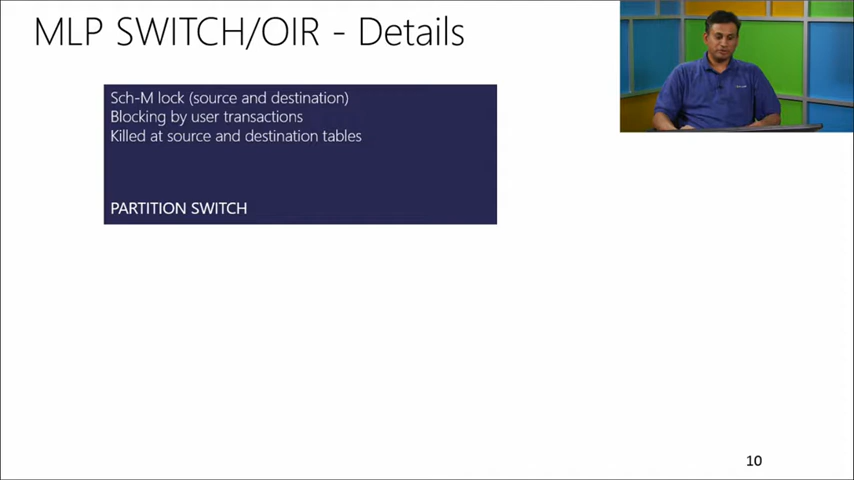 MLP SWITCH/OIR - Details
Sch-M lock (source and destination)
Blocking by user transactions
Killed at source and destination tables
PARTITION SWITCH
10